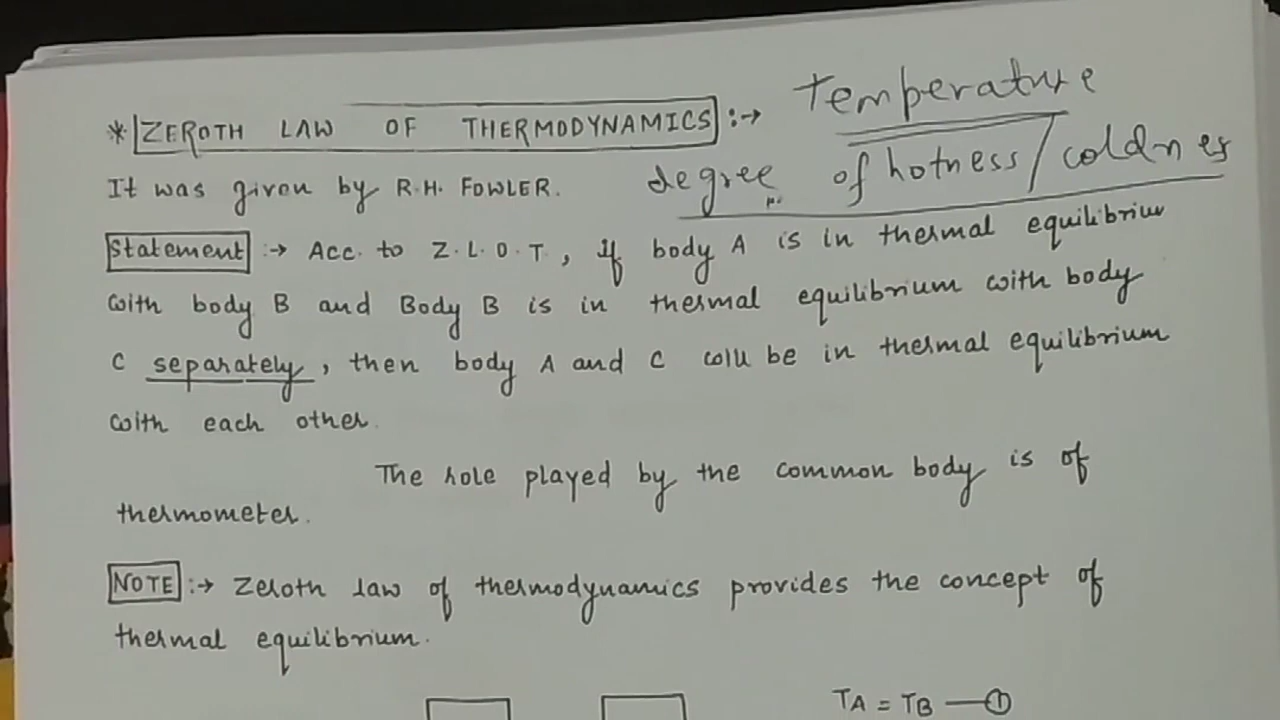 * ZEROTH LAW OF THERMODYNAMICS :→ Temperature
It was given by R.H. FOWLER. degree of hotness/coldness
Statement :→ Acc. to Z.L.O.T, if body A is in thermal equilibrium
with body B and Body B is in thermal equilibrium with body
C separately, then body A and C will be in thermal equilibrium
with each other.
The role played by the common body is of
thermometer.
NOTE :→ Zeroth law of thermodynamics provides the concept of
thermal equilibrium.
TA = TB —①